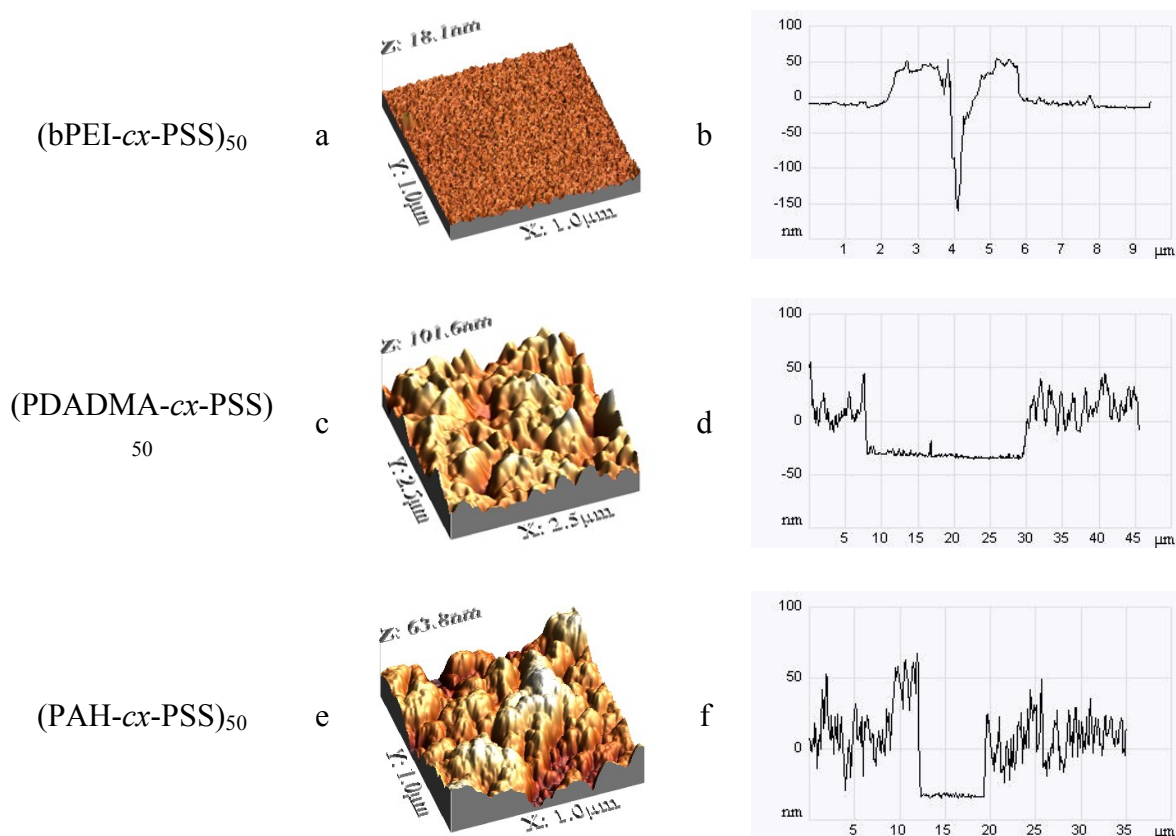 (bPEI-cx-PSS)50
a
Z: 18.1nm
Y: 1.0µm
X: 1.0µm
b
100
50
0
-50
-100
-150
nm
1 2 3 4 5 6 7 8 9 µm
(PDADMA-cx-PSS)
50
c
Z: 101.6nm
Y: 2.5µm
X: 2.5µm
d
100
50
0
-50
nm
5 10 15 20 25 30 35 40 45 µm
(PAH-cx-PSS)50
e
Z: 63.8nm
Y: 1.0µm
X: 1.0µm
f
100
50
0
nm
5 10 15 20 25 30 35 µm